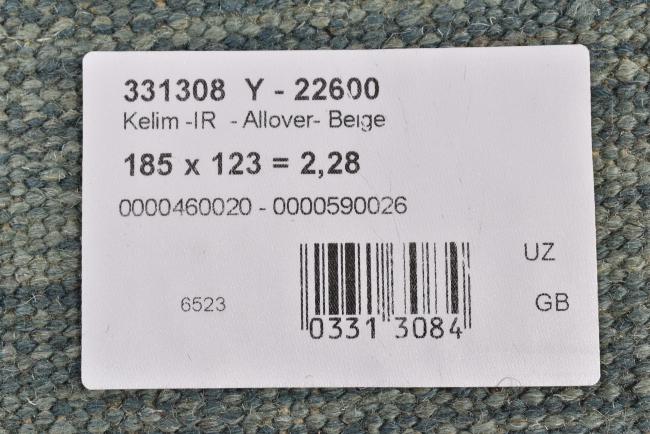 331308 Y - 22600
Kelim -IR - Allover- Beige
185 x 123 = 2,28
0000460020 - 0000590026
UZ
6523
GB
0331 3084